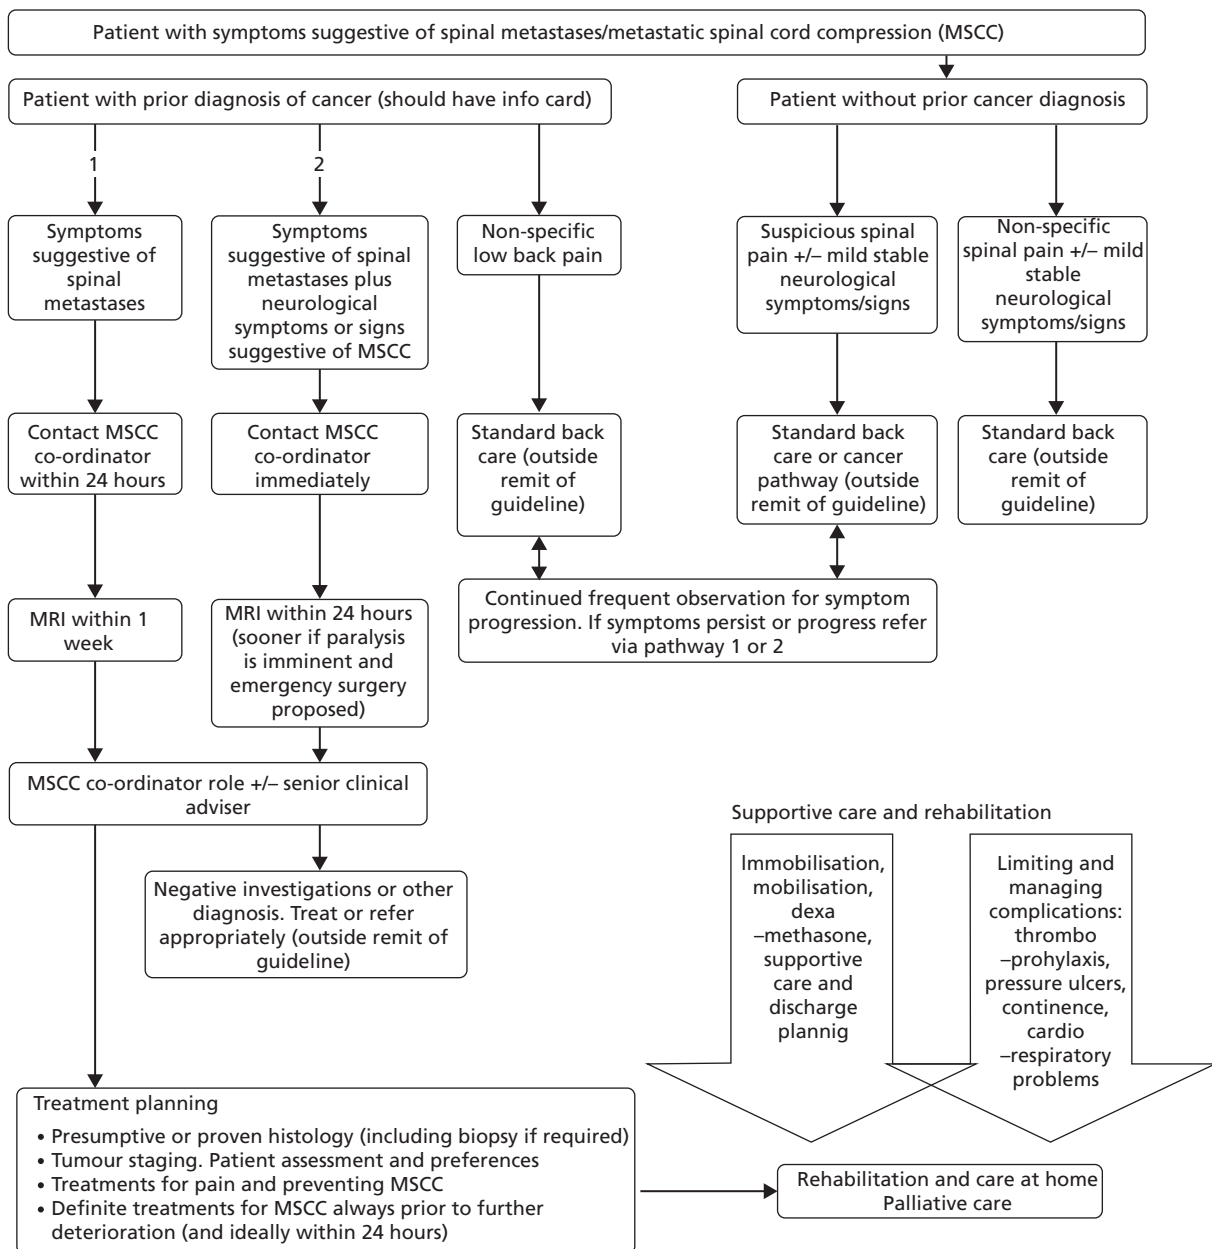 Patient with symptoms suggestive of spinal metastases/metastatic spinal cord compression (MSCC)
Patient with prior diagnosis of cancer (should have info card)
Patient without prior cancer diagnosis
1
2
Symptoms
suggestive of
spinal
metastases
Symptoms
suggestive of spinal
metastases plus
neurological
symptoms or signs
suggestive of MSCC
Non-specific
low back pain
Suspicious spinal
pain +/– mild stable
neurological
symptoms/signs
Non-specific
spinal pain +/– mild
stable
neurological
symptoms/signs
Contact MSCC
co-ordinator
within 24 hours
Contact MSCC
co-ordinator
immediately
Standard back
care (outside
remit of
guideline)
Standard back
care or cancer
pathway (outside
remit of guideline)
Standard back
care (outside
remit of
guideline)
MRI within 1
week
MRI within 24 hours
(sooner if paralysis
is imminent and
emergency surgery
proposed)
Continued frequent observation for symptom
progression. If symptoms persist or progress refer
via pathway 1 or 2
MSCC co-ordinator role +/– senior clinical
adviser
Negative investigations or other
diagnosis. Treat or refer
appropriately (outside remit of
guideline)
Supportive care and rehabilitation
Immobilisation,
mobilisation,
dexa
–methasone,
supportive
care and
discharge
plannig
Limiting and
managing
complications:
thrombo
–prohylaxis,
pressure ulcers,
continence,
cardio
–respiratory
problems
Treatment planning
• Presumptive or proven histology (including biopsy if required)
• Tumour staging. Patient assessment and preferences
• Treatments for pain and preventing MSCC
• Definite treatments for MSCC always prior to further
deterioration (and ideally within 24 hours)
Rehabilitation and care at home
Palliative care